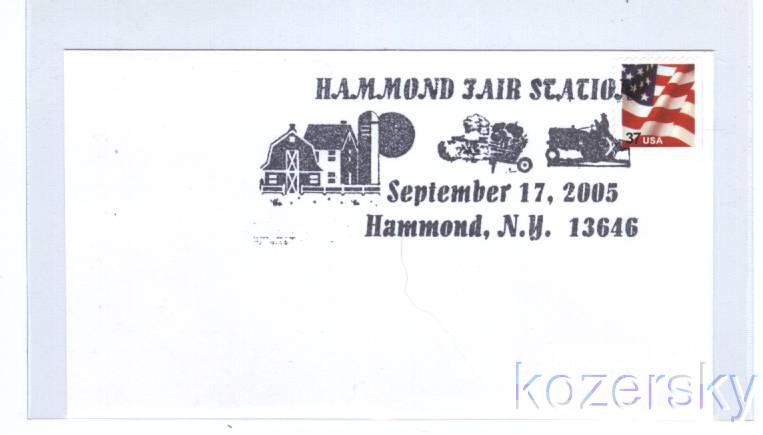 HAMMOND FAIR STATION
37 USA
September 17, 2005
Hammond, N.Y. 13646
kozersky